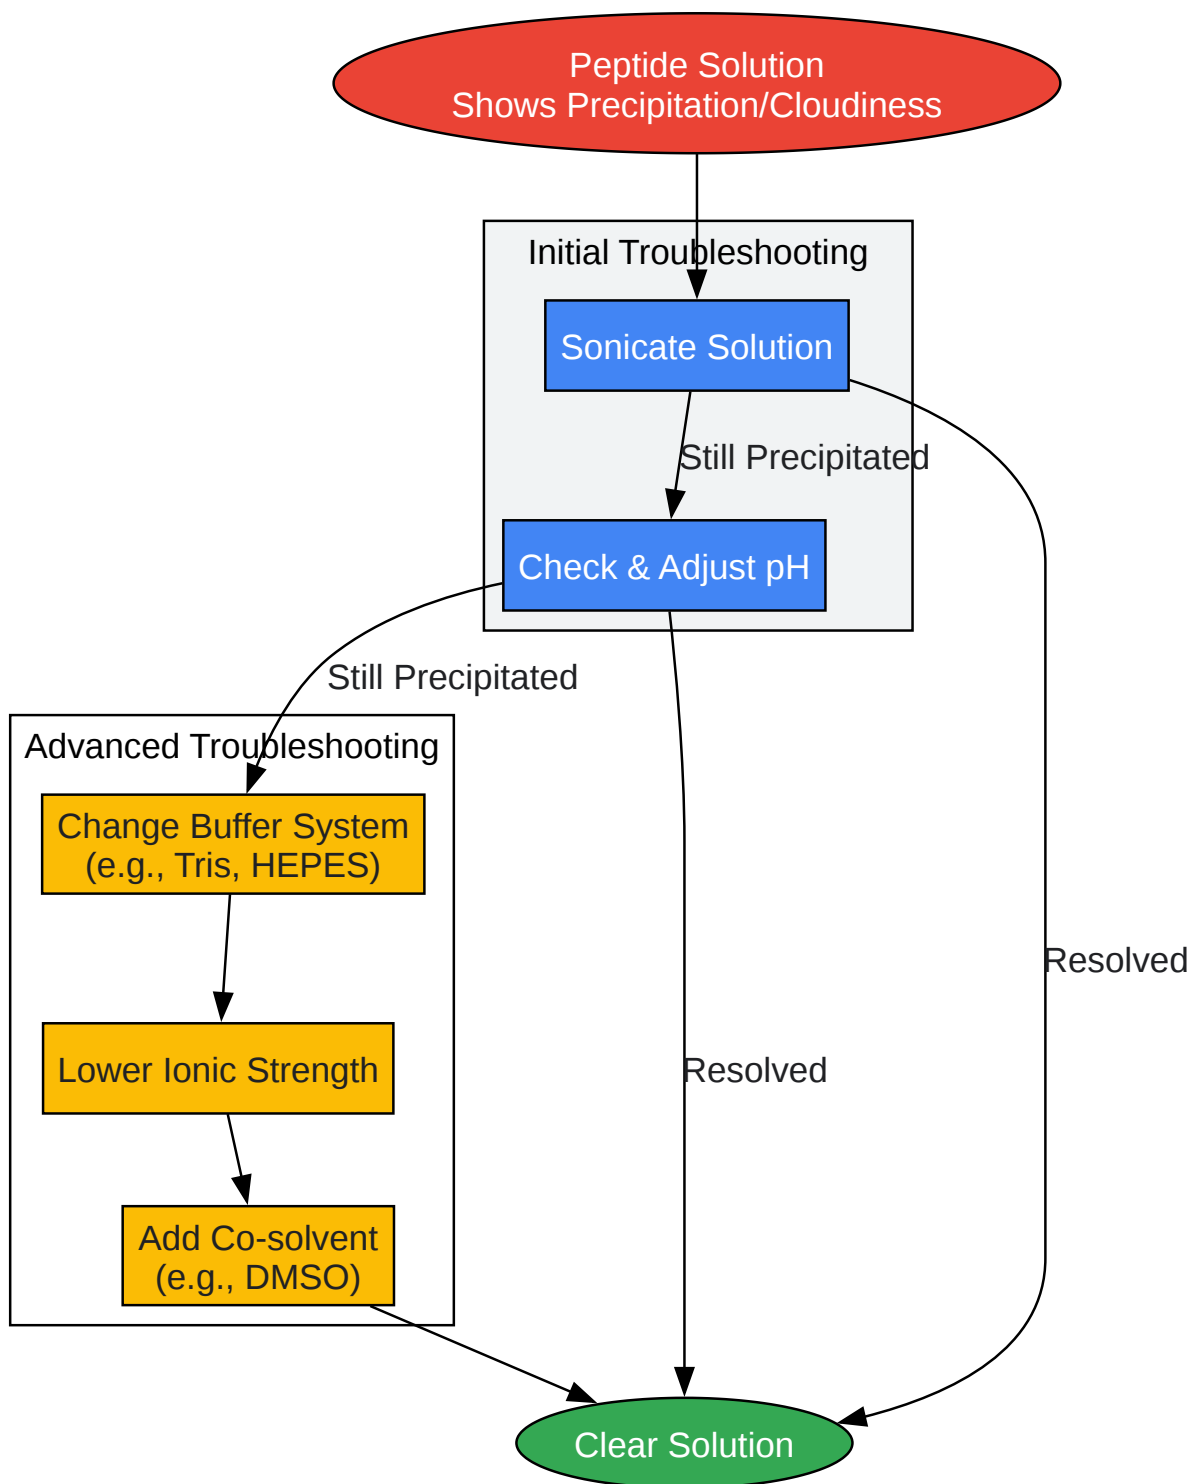 Peptide Solution
Shows Precipitation/Cloudiness
Initial Troubleshooting
Sonicate Solution
Still Precipitated
Check & Adjust pH
Still Precipitated
Advanced Troubleshooting
Change Buffer System
(e.g., Tris, HEPES)
Resolved
Lower Ionic Strength
Resolved
Add Co-solvent
(e.g., DMSO)
Clear Solution